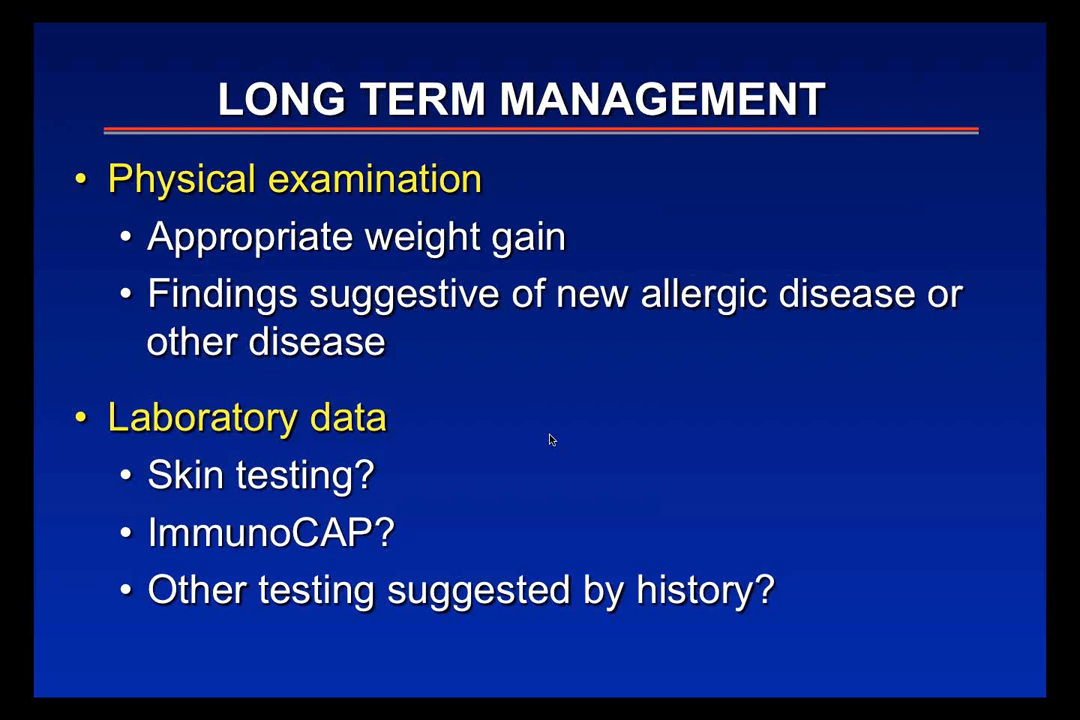 LONG TERM MANAGEMENT
• Physical examination
• Appropriate weight gain
• Findings suggestive of new allergic disease or
other disease
• Laboratory data
• Skin testing?
• ImmunoCAP?
• Other testing suggested by history?